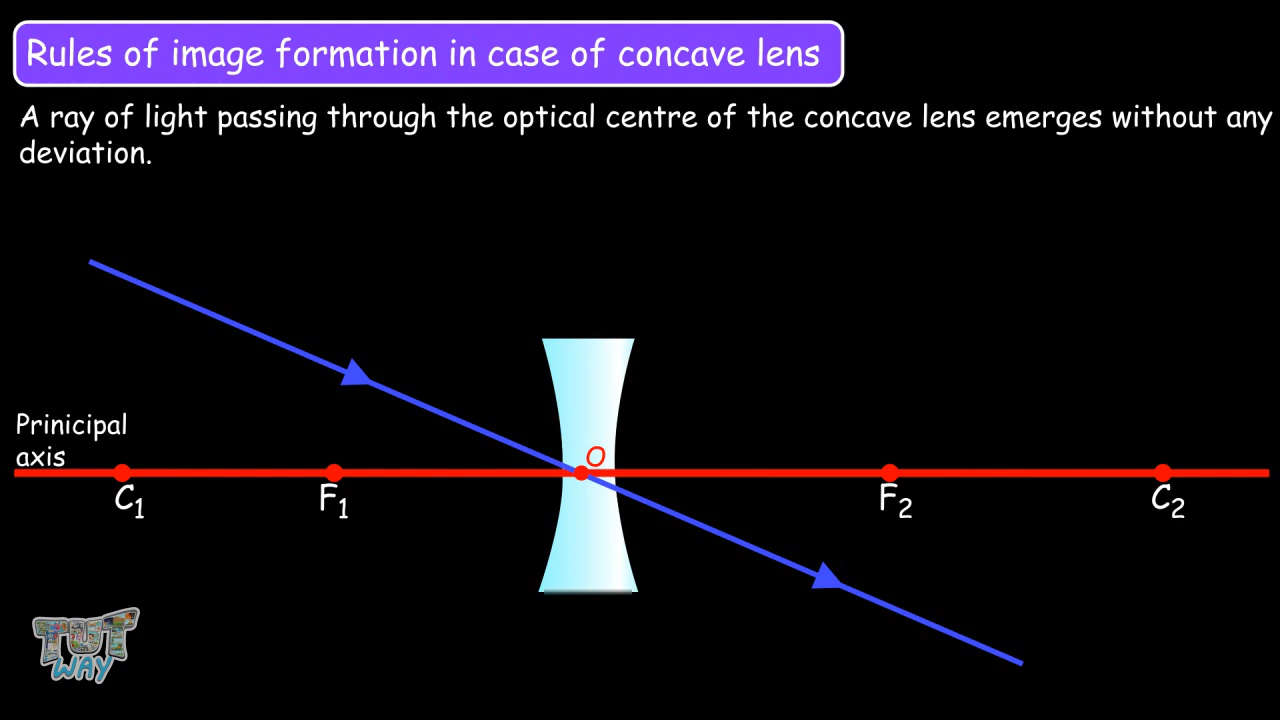 Rules of image formation in case of concave lens
A ray of light passing through the optical centre of the concave lens emerges without any
deviation.
Prinicipal
axis
O
C₁
F₁
F₂
C₂
TUT
WAY